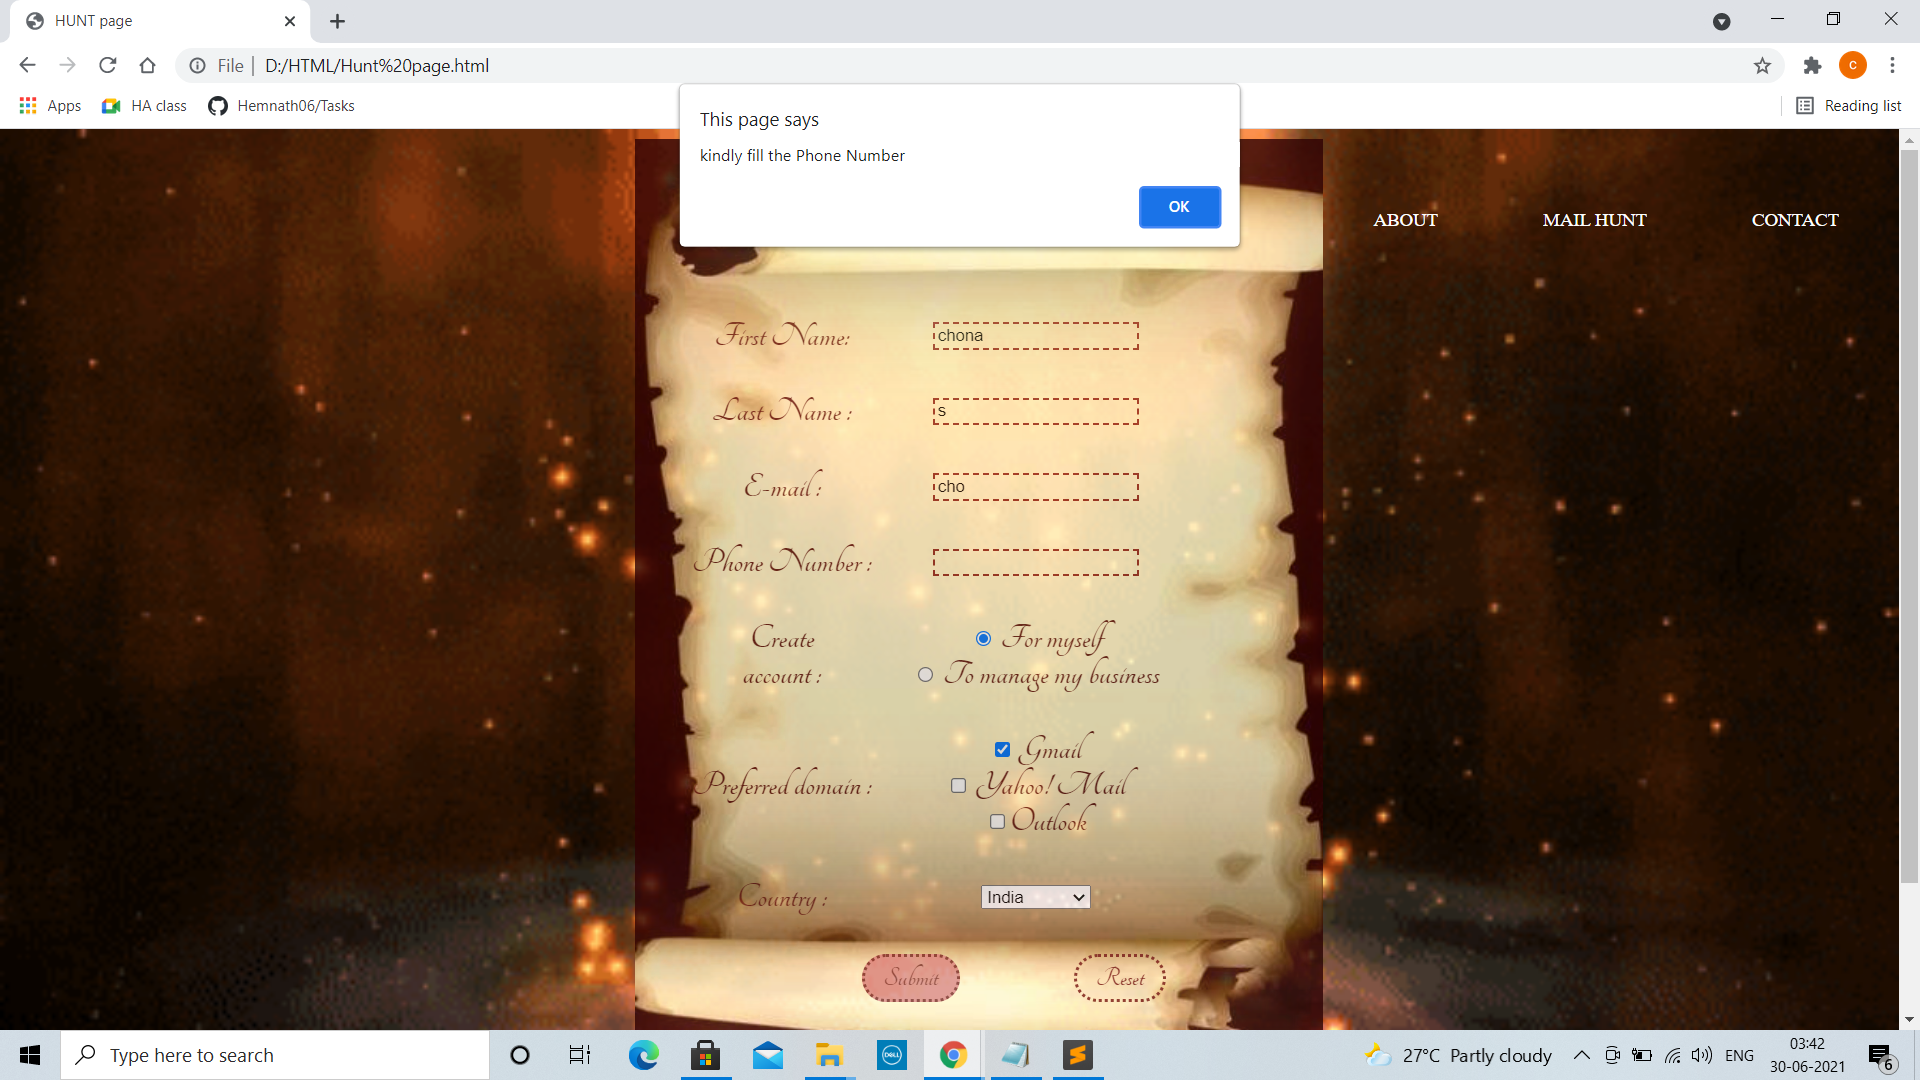 HUNT page
File
D:/HTML/Hunt%20page.html
c
Apps
HA class
Hemnath06/Tasks
Reading list
This page says
kindly fill the Phone Number
OK
ABOUT
MAIL HUNT
CONTACT
First Name:
chona
Last Name :
s
E-mail :
cho
Phone Number :
Create
account :
For myself
To manage my business
Preferred domain :
Gmail
Yahoo! Mail
Outlook
Country :
India
Submit
Reset
Type here to search
DELL
27°C Partly cloudy
ENG
03:42
30-06-2021
6